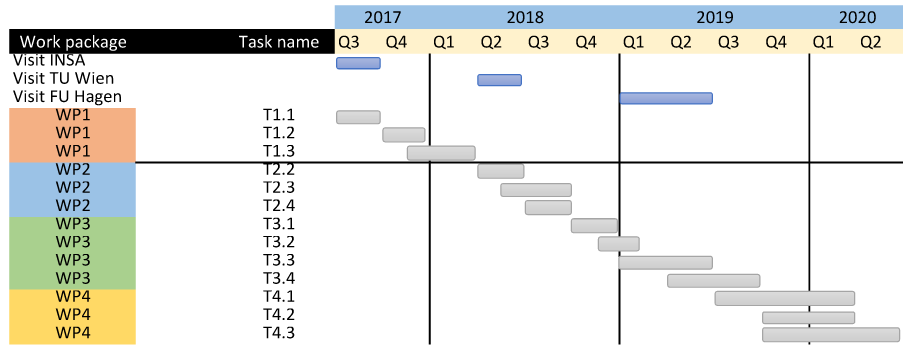 2017 2018 2019 2020
Work package Task name Q3 Q4 Q1 Q2 Q3 Q4 Q1 Q2 Q3 Q4 Q1 Q2
Visit INSA
Visit TU Wien
Visit FU Hagen
WP1 T1.1
WP1 T1.2
WP1 T1.3
WP2 T2.2
WP2 T2.3
WP2 T2.4
WP3 T3.1
WP3 T3.2
WP3 T3.3
WP3 T3.4
WP4 T4.1
WP4 T4.2
WP4 T4.3